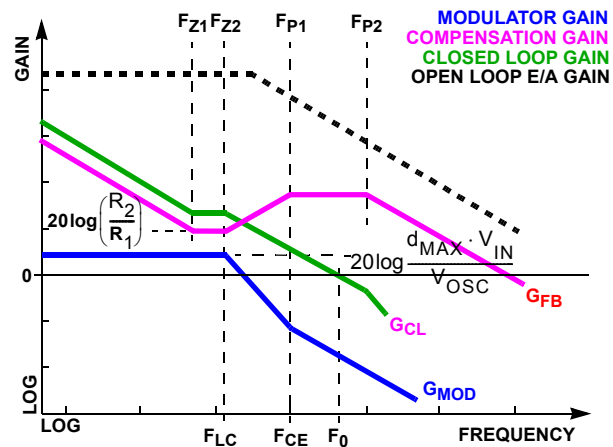 MODULATOR GAIN
COMPENSATION GAIN
CLOSED LOOP GAIN
OPEN LOOP E/A GAIN
F_Z1 F_Z2 F_P1 F_P2
GAIN
20log(R_2/R_1)
20log d_MAX · V_IN / V_OSC
0
G_FB
G_CL
G_MOD
LOG
LOG
F_LC F_CE F_0
FREQUENCY